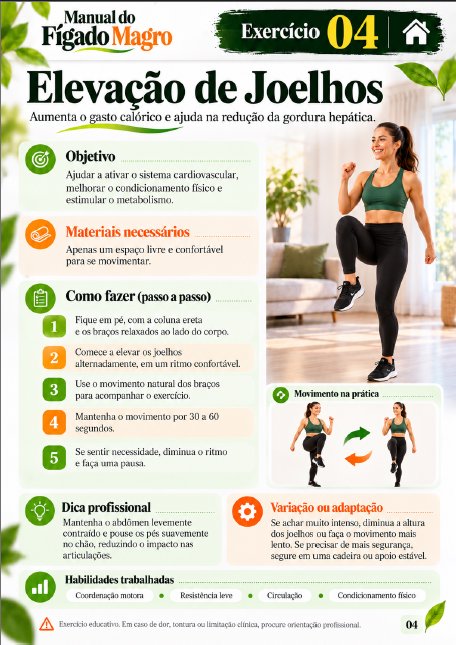 Manual do
Fígado Magro
Exercício 04
Elevação de Joelhos
Aumenta o gasto calórico e ajuda na redução da gordura hepática.
Objetivo
Ajudar a ativar o sistema cardiovascular,
melhorar o condicionamento físico e
estimular o metabolismo.
Materiais necessários
Apenas um espaço livre e confortável
para se movimentar.
Como fazer (passo a passo)
1 Fique em pé, com a coluna ereta
e os braços relaxados ao lado do corpo.
2 Comece a elevar os joelhos
alternadamente, em um ritmo confortável.
3 Use o movimento natural dos braços
para acompanhar o exercício.
4 Mantenha o movimento por 30 a 60
segundos.
5 Se sentir necessidade, diminua o ritmo
e faça uma pausa.
Movimento na prática
Dica profissional
Mantenha o abdômen levemente
contraído e pouse os pés suavemente
no chão, reduzindo o impacto nas
articulações.
Variação ou adaptação
Se achar muito intenso, diminua a altura
dos joelhos ou faça o movimento mais
lento. Se precisar de mais segurança,
segure em uma cadeira ou apoio estável.
Habilidades trabalhadas
Coordenação motora • Resistência leve • Circulação • Condicionamento físico
Exercício educativo. Em caso de dor, tontura ou limitação clínica, procure orientação profissional.
04